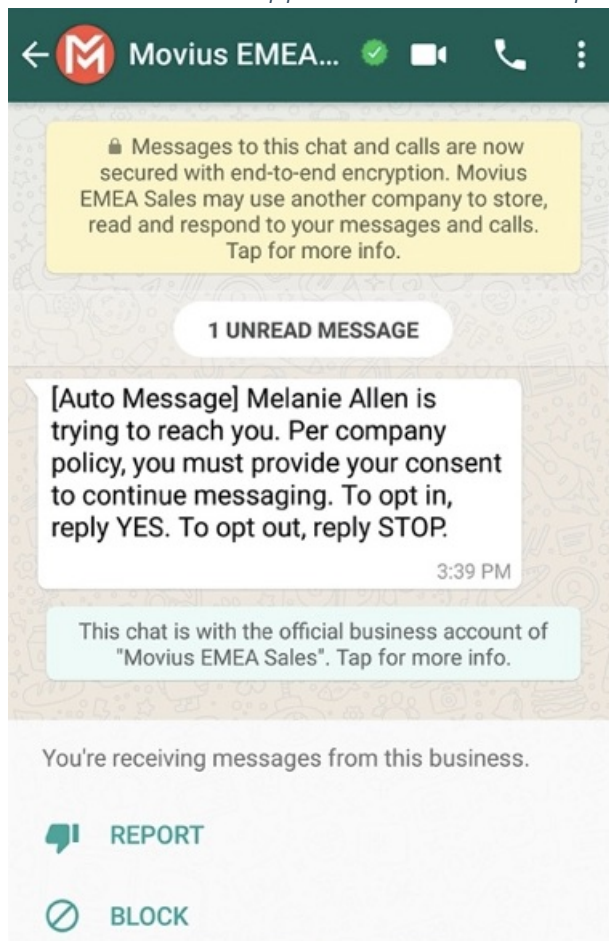 Movius EMEA...
Messages to this chat and calls are now
secured with end-to-end encryption. Movius
EMEA Sales may use another company to store,
read and respond to your messages and calls.
Tap for more info.
1 UNREAD MESSAGE
[Auto Message] Melanie Allen is
trying to reach you. Per company
policy, you must provide your consent
to continue messaging. To opt in,
reply YES. To opt out, reply STOP.
3:39 PM
This chat is with the official business account of
"Movius EMEA Sales". Tap for more info.
You're receiving messages from this business.
REPORT
BLOCK